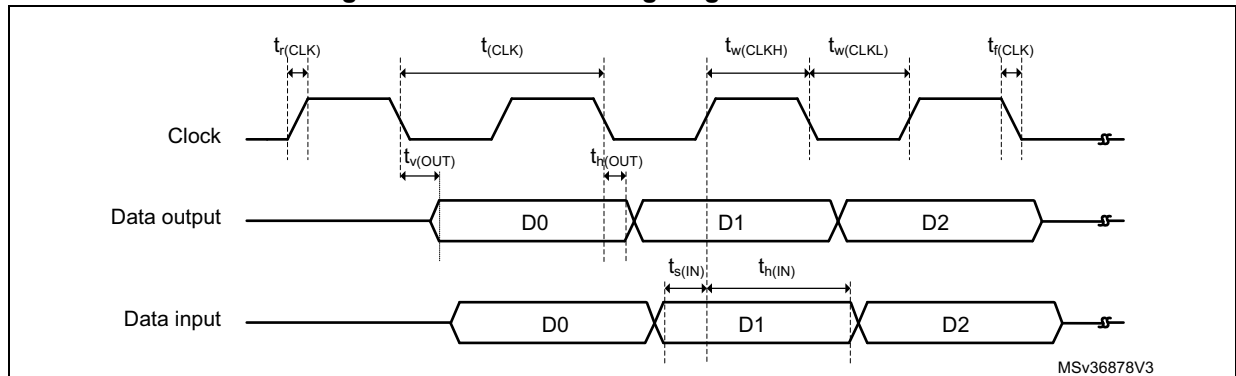 t_r(CLK) t_(CLK) t_w(CLKH) t_w(CLKL) t_f(CLK)
Clock
t_v(OUT) t_h(OUT)
Data output D0 D1 D2
t_s(IN) t_h(IN)
Data input D0 D1 D2
MSv36878V3